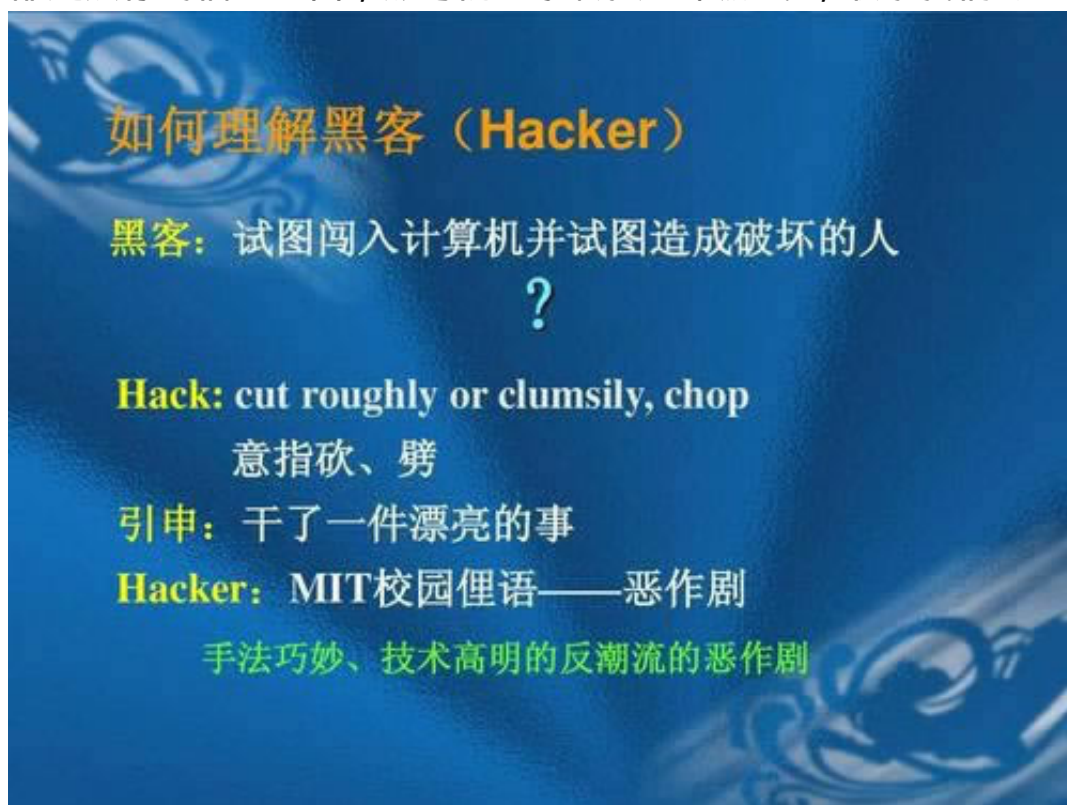 如何理解黑客（Hacker）
黑客：试图闯入计算机并试图造成破坏的人
？
Hack: cut roughly or clumsily, chop
意指砍、劈
引申：干了一件漂亮的事
Hacker：MIT校园俚语——恶作剧
手法巧妙、技术高明的反潮流的恶作剧